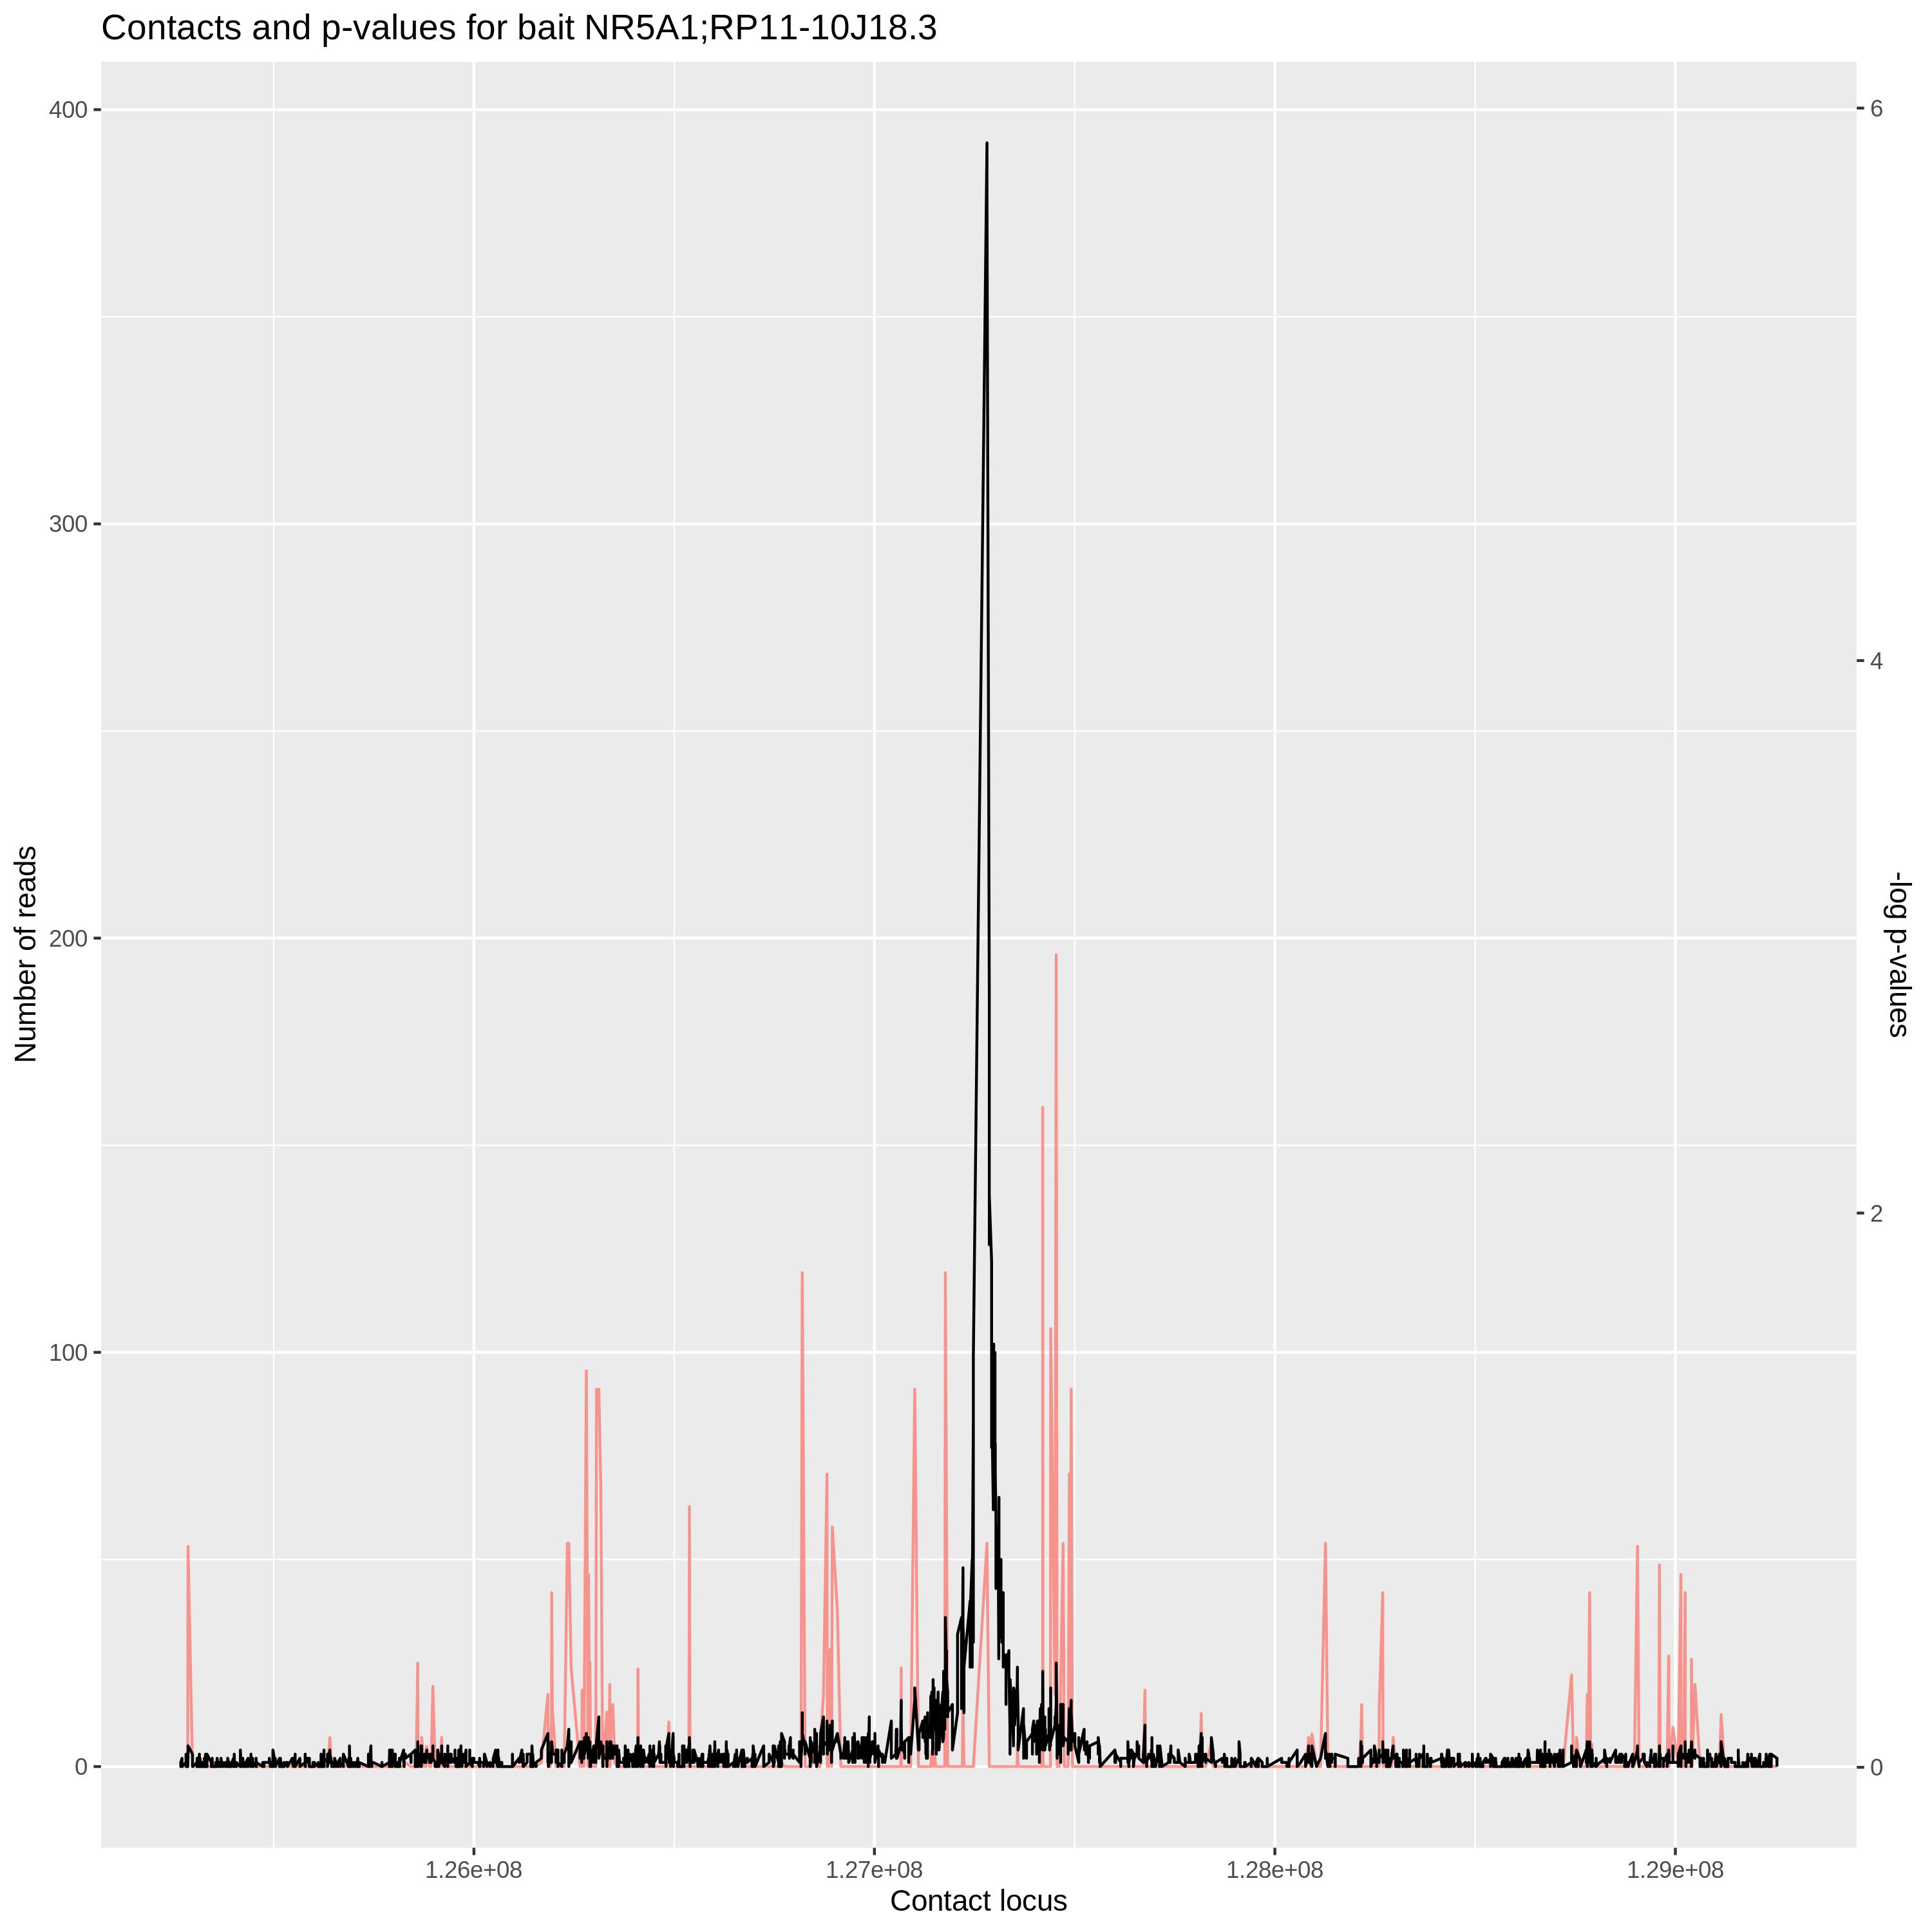 Contacts and p-values for bait NR5A1;RP11-10J18.3
400
300
200
100
0
Number of reads
6
4
2
0
-log p-values
1.26e+08
1.27e+08
1.28e+08
1.29e+08
Contact locus